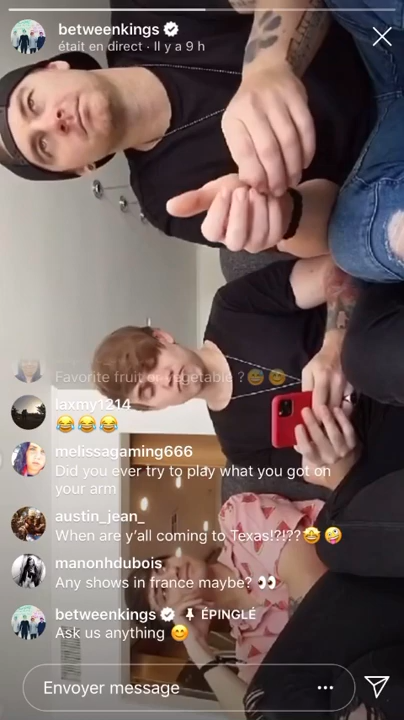 betweenkings
était en direct · Il y a 9 h
Favorite fruit or vegetable ?😅😅
laxmy1214
😂😂😂
melissagaming666
Did you ever try to play what you got on
your arm
austin_jean_
When are y'all coming to Texas!?!??🤩🤪
manonhdubois
Any shows in france maybe? 👀
betweenkings 📌 ÉPINGLÉ
Ask us anything 😊
Envoyer message